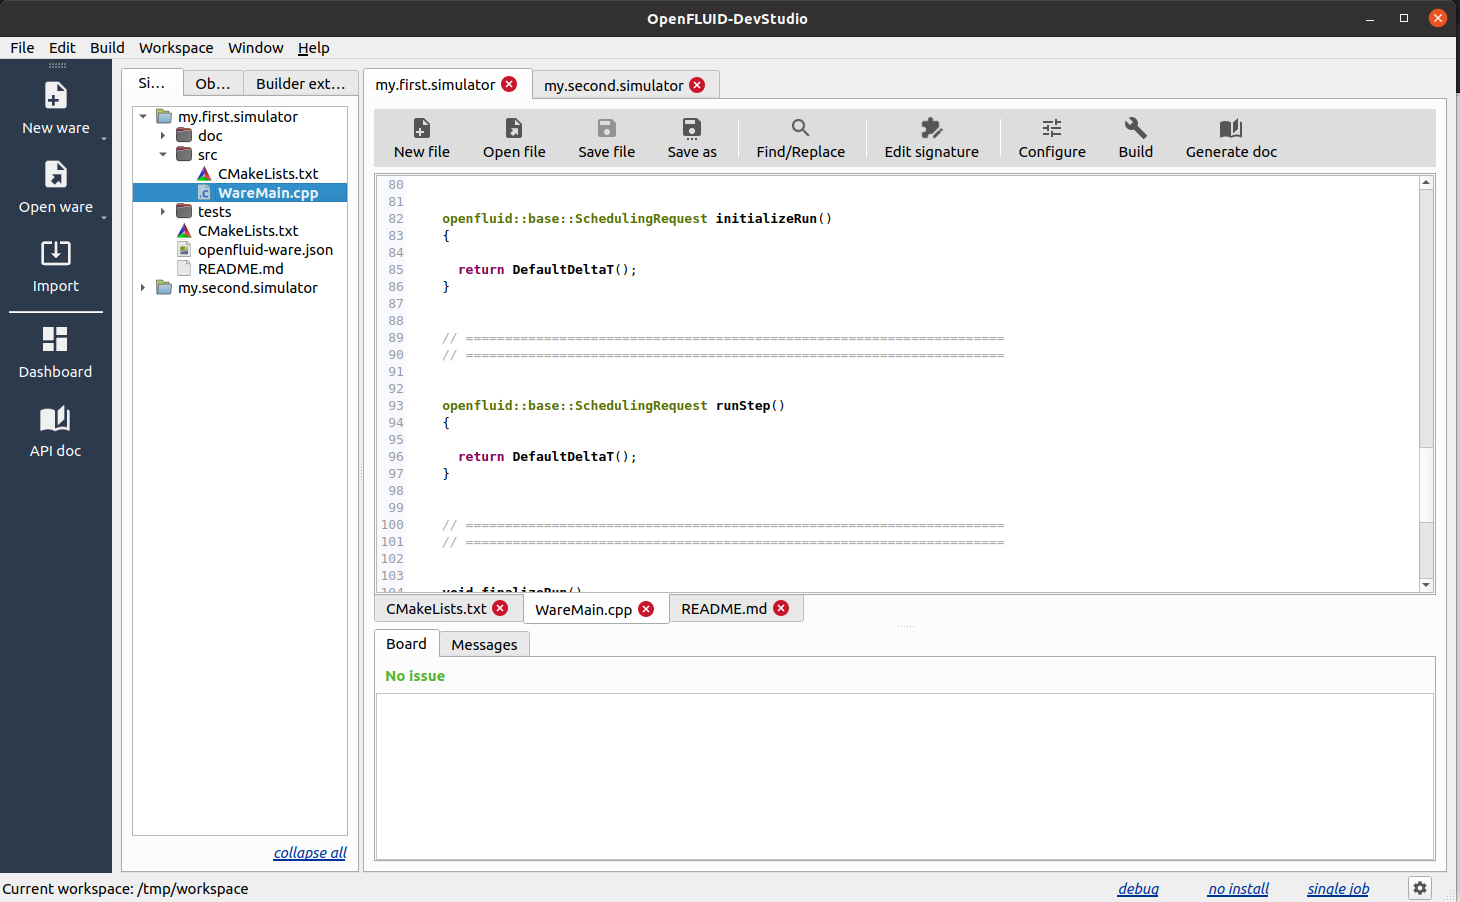 OpenFLUID-DevStudio
File Edit Build Workspace Window Help
New ware
Open ware
Import
Dashboard
API doc
Si... Ob... Builder ext...
my.first.simulator
doc
src
CMakeLists.txt
WareMain.cpp
tests
CMakeLists.txt
openfluid-ware.json
README.md
my.second.simulator
collapse all
my.first.simulator my.second.simulator
New file Open file Save file Save as Find/Replace Edit signature Configure Build Generate doc
80
81
82 openfluid::base::SchedulingRequest initializeRun()
83 {
84
85 return DefaultDeltaT();
86 }
87
88
89 // =====================================================================
90 // =====================================================================
91
92
93 openfluid::base::SchedulingRequest runStep()
94 {
95
96 return DefaultDeltaT();
97 }
98
99
100 // =====================================================================
101 // =====================================================================
102
103
104 void finalizeRun()
CMakeLists.txt WareMain.cpp README.md
Board Messages
No issue
Current workspace: /tmp/workspace debug no install single job